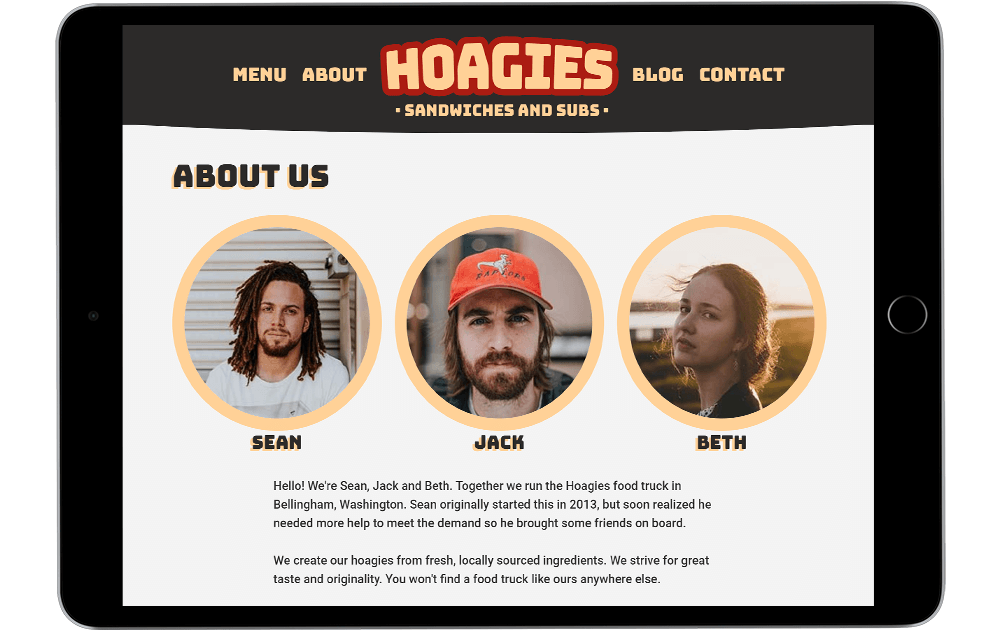 MENU ABOUT HOAGIES BLOG CONTACT
▪ SANDWICHES AND SUBS ▪
ABOUT US
RAPTORS
SEAN JACK BETH
Hello! We're Sean, Jack and Beth. Together we run the Hoagies food truck in
Bellingham, Washington. Sean originally started this in 2013, but soon realized he
needed more help to meet the demand so he brought some friends on board.
We create our hoagies from fresh, locally sourced ingredients. We strive for great
taste and originality. You won't find a food truck like ours anywhere else.